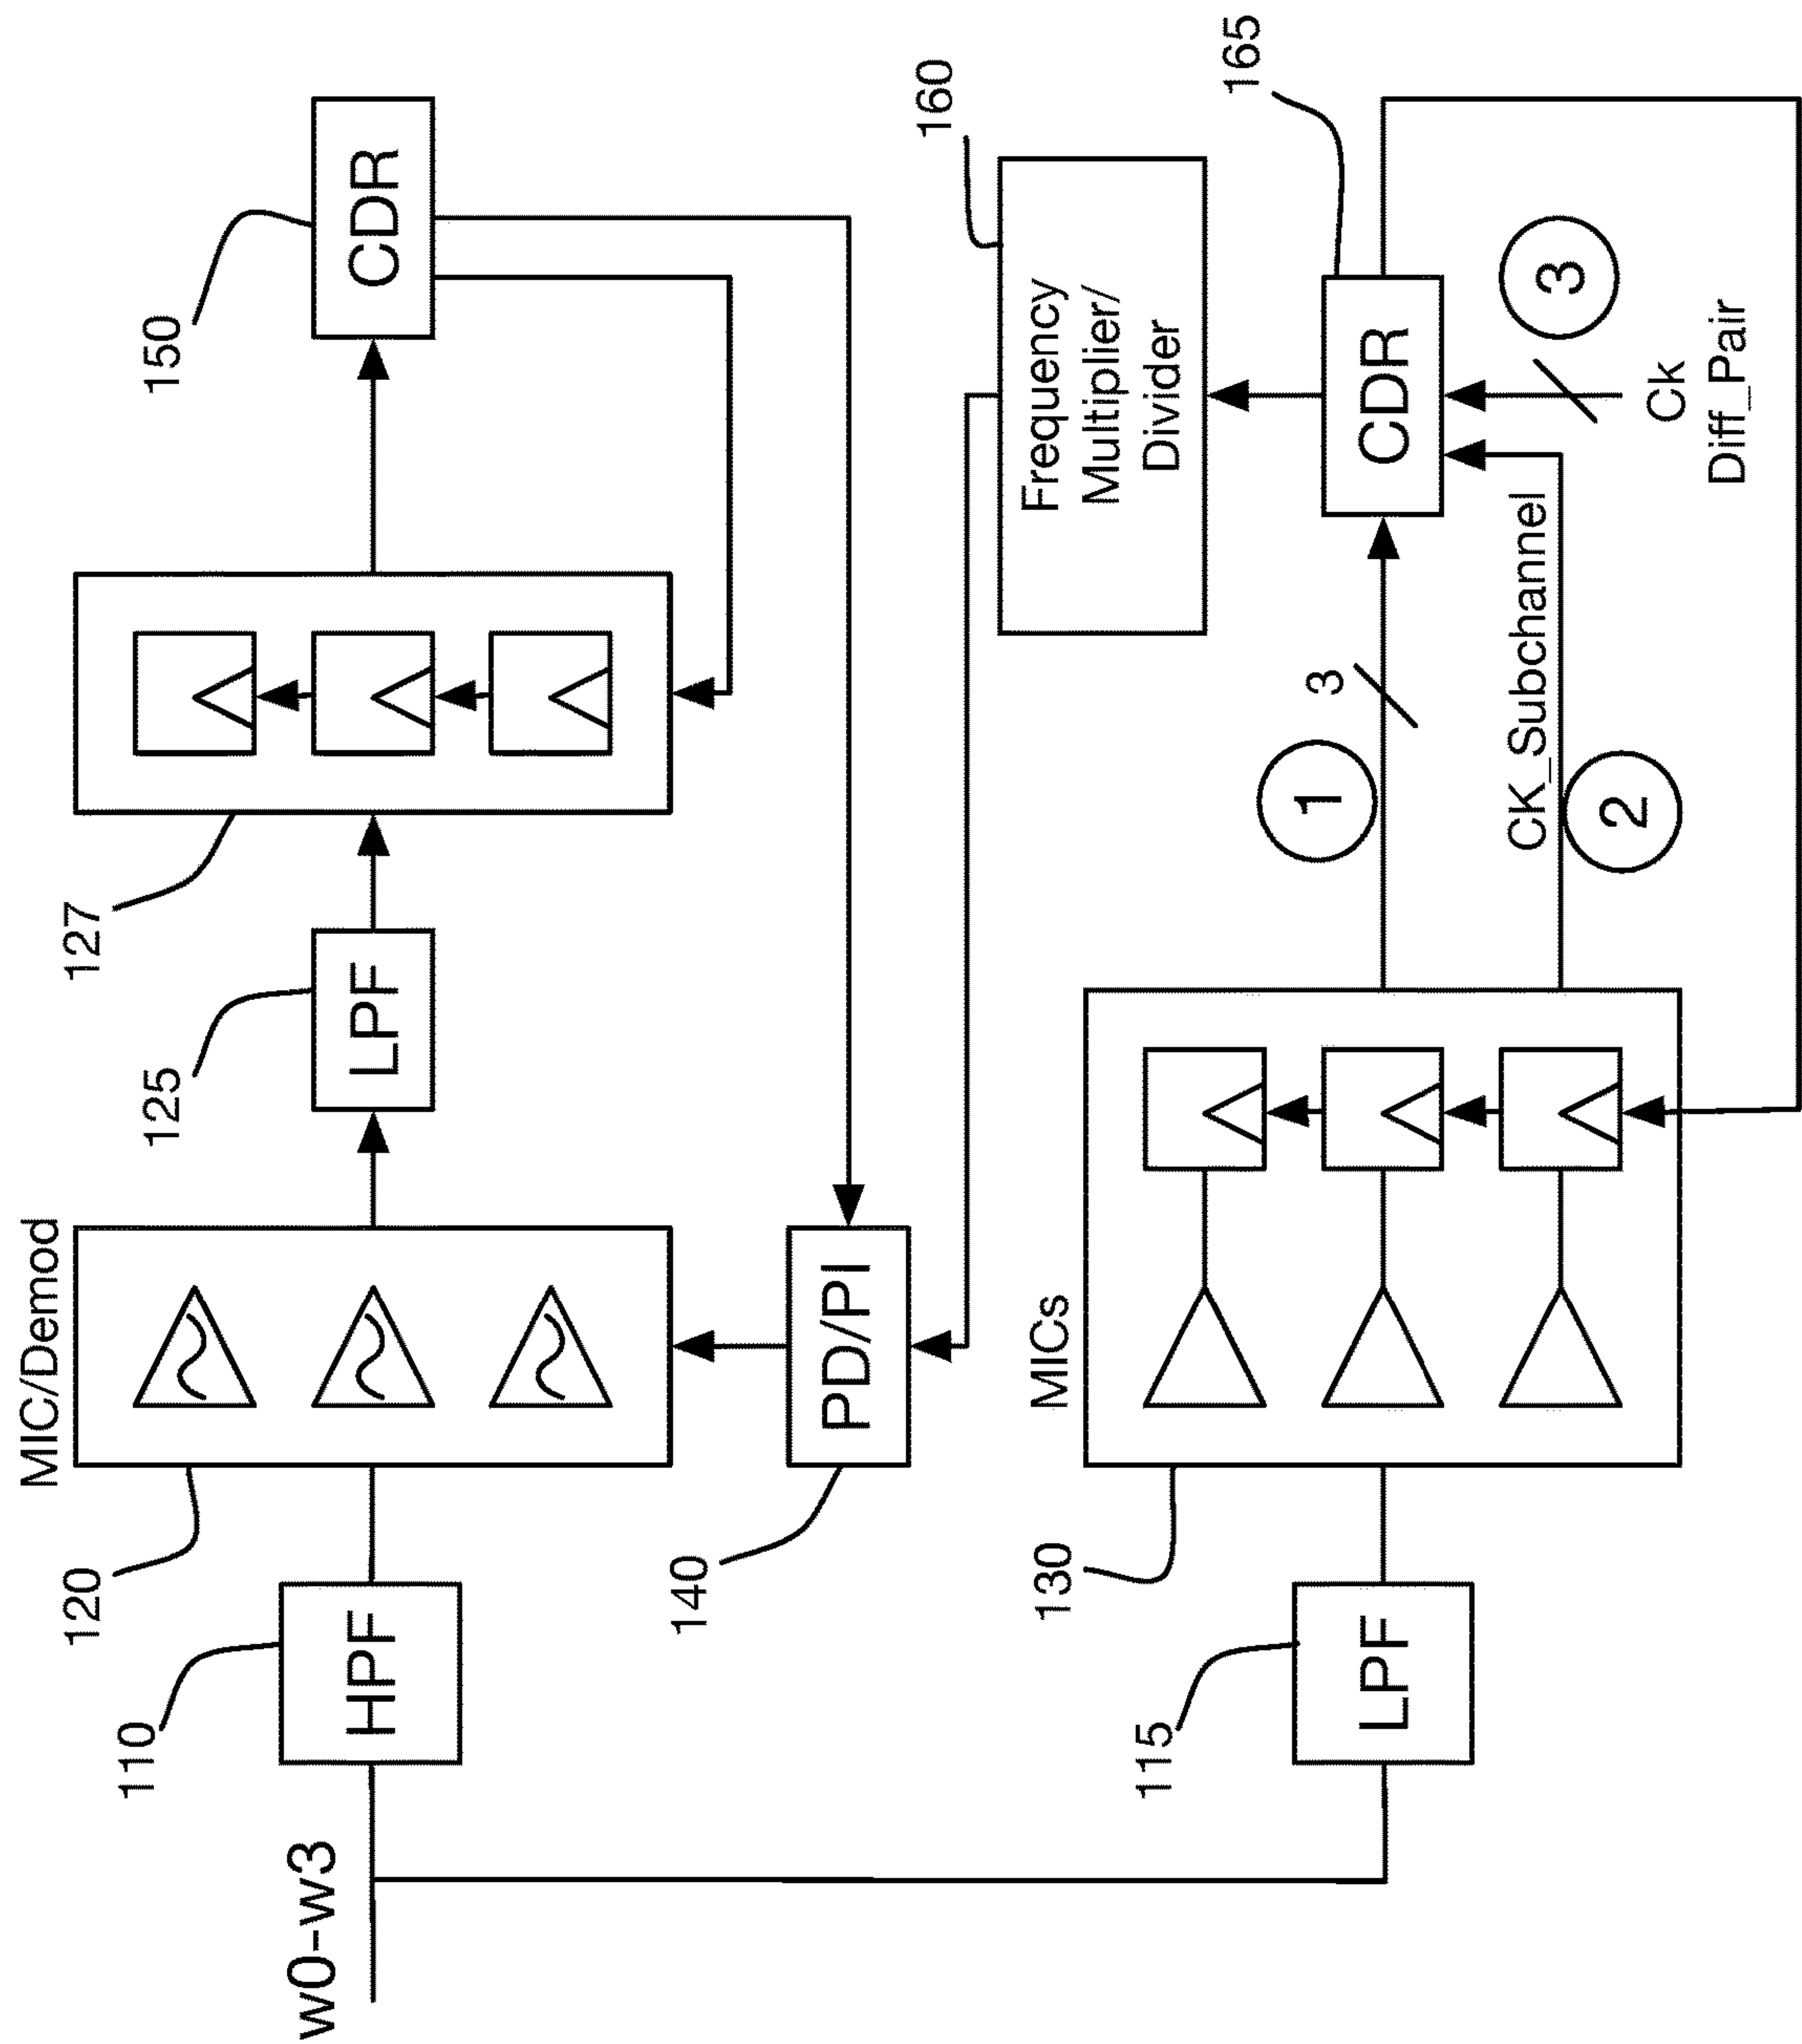 w0-w3
110
HPF
120
MIC/Demod
125
LPF
127
150
CDR
140
PD/PI
160
Frequency
Multiplier/
Divider
115
LPF
130
MICs
1
3
CK_Subchannel
2
165
CDR
3
Ck
Diff_Pair